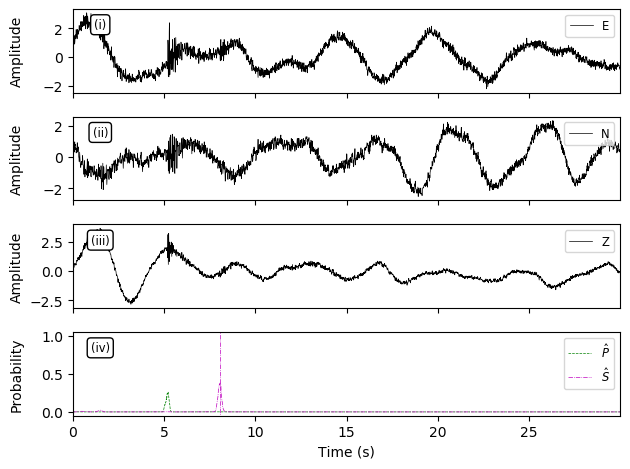 (i)
E
Amplitude
2
0
−2
(ii)
N
Amplitude
2
0
−2
(iii)
Z
Amplitude
2.5
0.0
−2.5
(iv)
P̂
Ŝ
Probability
1.0
0.5
0.0
0 5 10 15 20 25
Time (s)